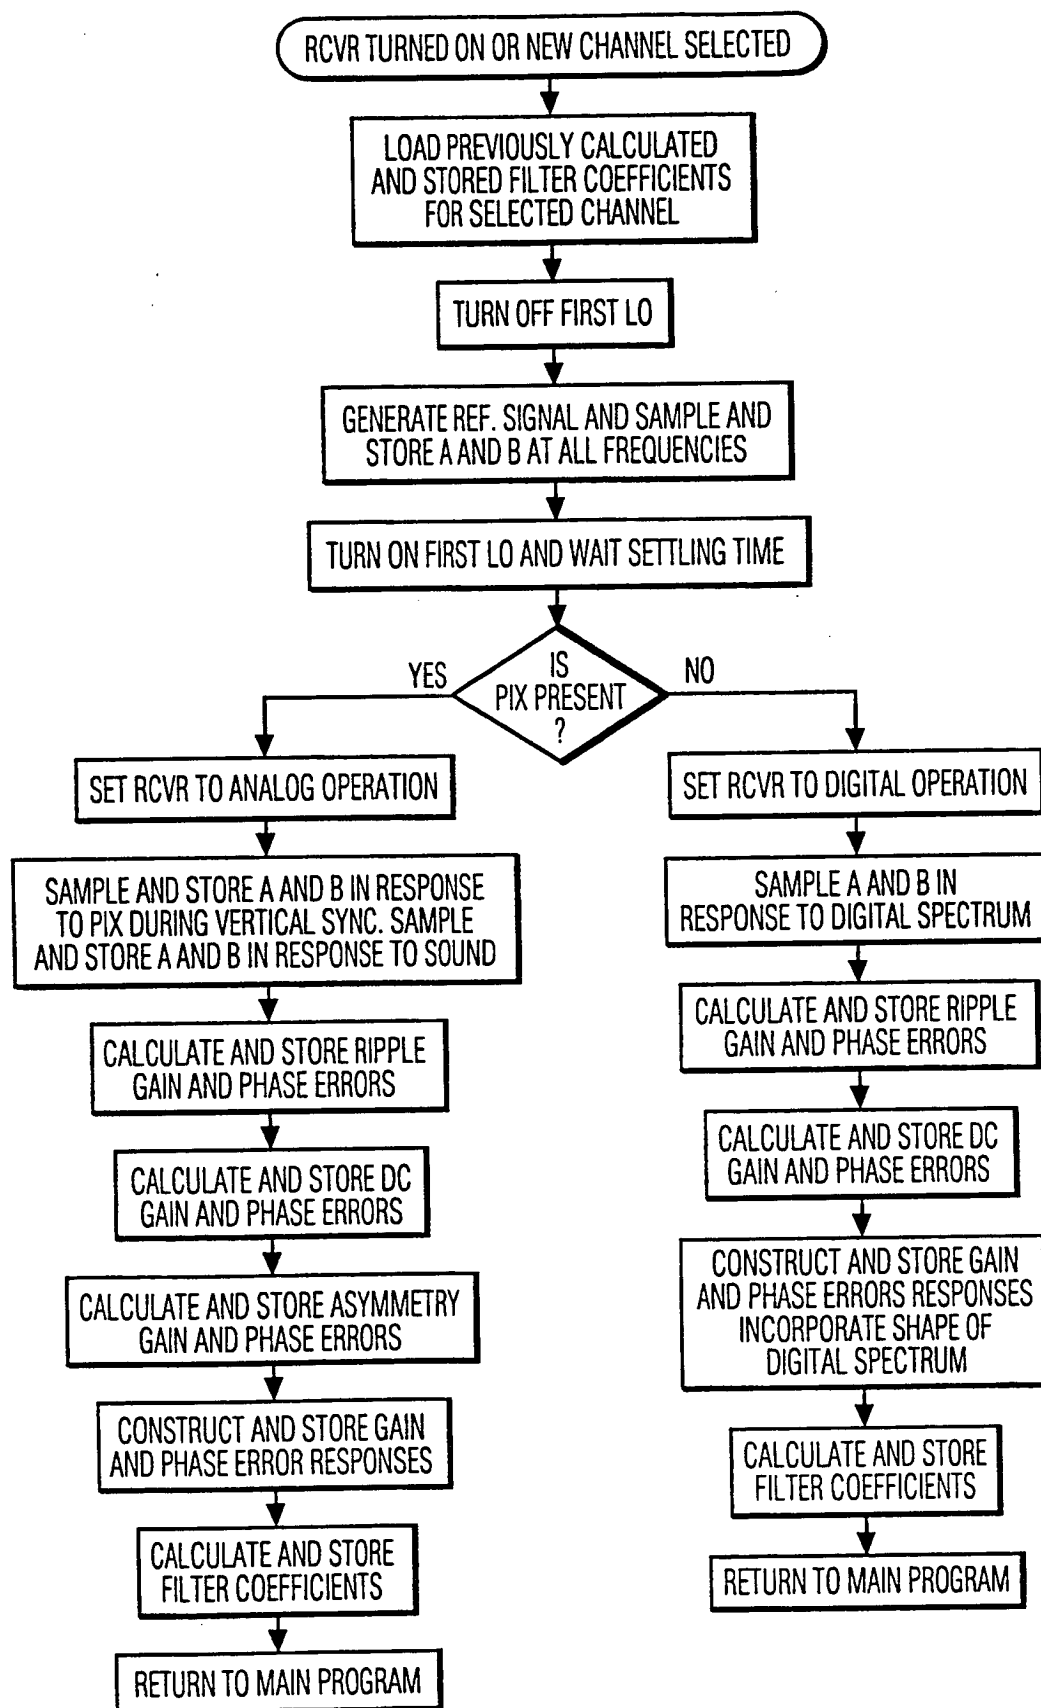 RCVR TURNED ON OR NEW CHANNEL SELECTED
LOAD PREVIOUSLY CALCULATED
AND STORED FILTER COEFFICIENTS
FOR SELECTED CHANNEL
TURN OFF FIRST LO
GENERATE REF. SIGNAL AND SAMPLE AND
STORE A AND B AT ALL FREQUENCIES
TURN ON FIRST LO AND WAIT SETTLING TIME
IS
PIX PRESENT
?
YES
NO
SET RCVR TO ANALOG OPERATION
SAMPLE AND STORE A AND B IN RESPONSE
TO PIX DURING VERTICAL SYNC. SAMPLE
AND STORE A AND B IN RESPONSE TO SOUND
CALCULATE AND STORE RIPPLE
GAIN AND PHASE ERRORS
CALCULATE AND STORE DC
GAIN AND PHASE ERRORS
CALCULATE AND STORE ASYMMETRY
GAIN AND PHASE ERRORS
CONSTRUCT AND STORE GAIN
AND PHASE ERROR RESPONSES
CALCULATE AND STORE
FILTER COEFFICIENTS
RETURN TO MAIN PROGRAM
SET RCVR TO DIGITAL OPERATION
SAMPLE A AND B IN
RESPONSE TO DIGITAL SPECTRUM
CALCULATE AND STORE RIPPLE
GAIN AND PHASE ERRORS
CALCULATE AND STORE DC
GAIN AND PHASE ERRORS
CONSTRUCT AND STORE GAIN
AND PHASE ERRORS RESPONSES
INCORPORATE SHAPE OF
DIGITAL SPECTRUM
CALCULATE AND STORE
FILTER COEFFICIENTS
RETURN TO MAIN PROGRAM